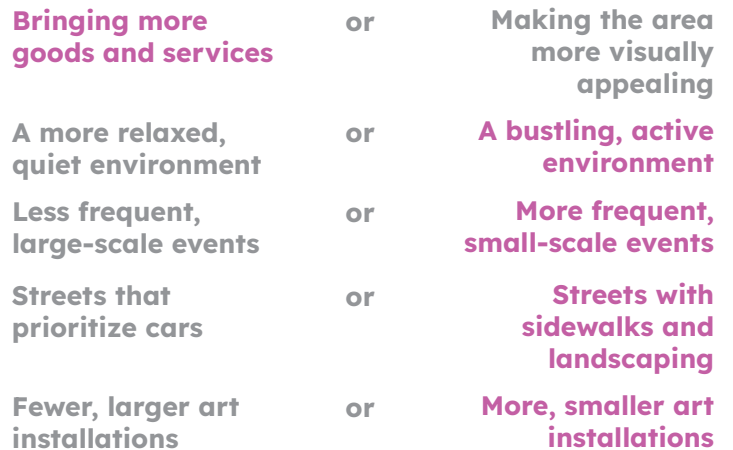 Bringing more
goods and services
or
Making the area
more visually
appealing
A more relaxed,
quiet environment
or
A bustling, active
environment
Less frequent,
large-scale events
or
More frequent,
small-scale events
Streets that
prioritize cars
or
Streets with
sidewalks and
landscaping
Fewer, larger art
installations
or
More, smaller art
installations